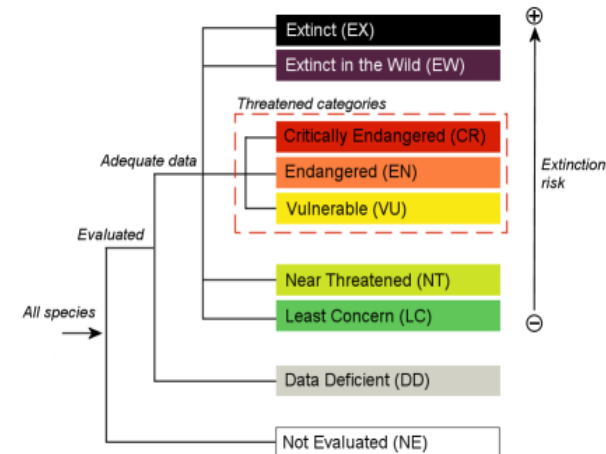 Extinct (EX)
Extinct in the Wild (EW)
Threatened categories
Critically Endangered (CR)
Adequate data
Endangered (EN)
Extinction
risk
Vulnerable (VU)
Evaluated
Near Threatened (NT)
All species
Least Concern (LC)
Data Deficient (DD)
Not Evaluated (NE)